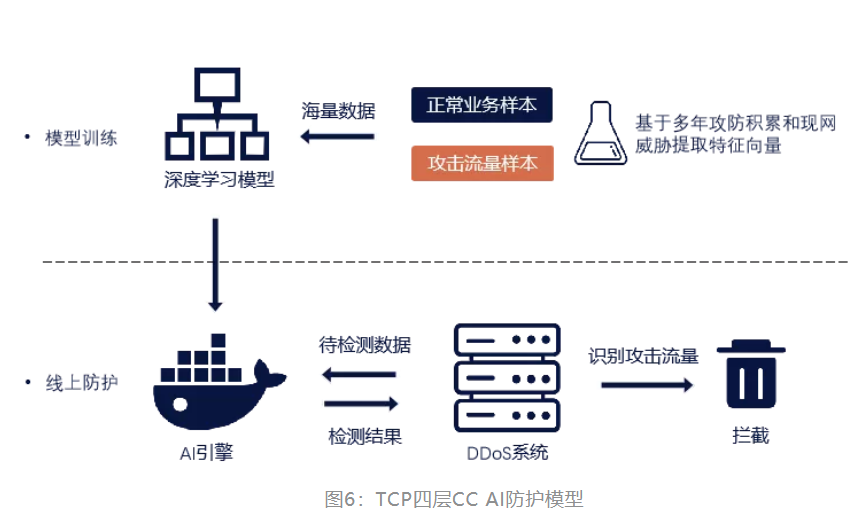 正常业务样本
海量数据
• 模型训练
基于多年攻防积累和现网
威胁提取特征向量
攻击流量样本
深度学习模型
待检测数据
识别攻击流量
• 线上防护
检测结果
拦截
AI引擎
DDoS系统
图6：TCP四层CC AI防护模型